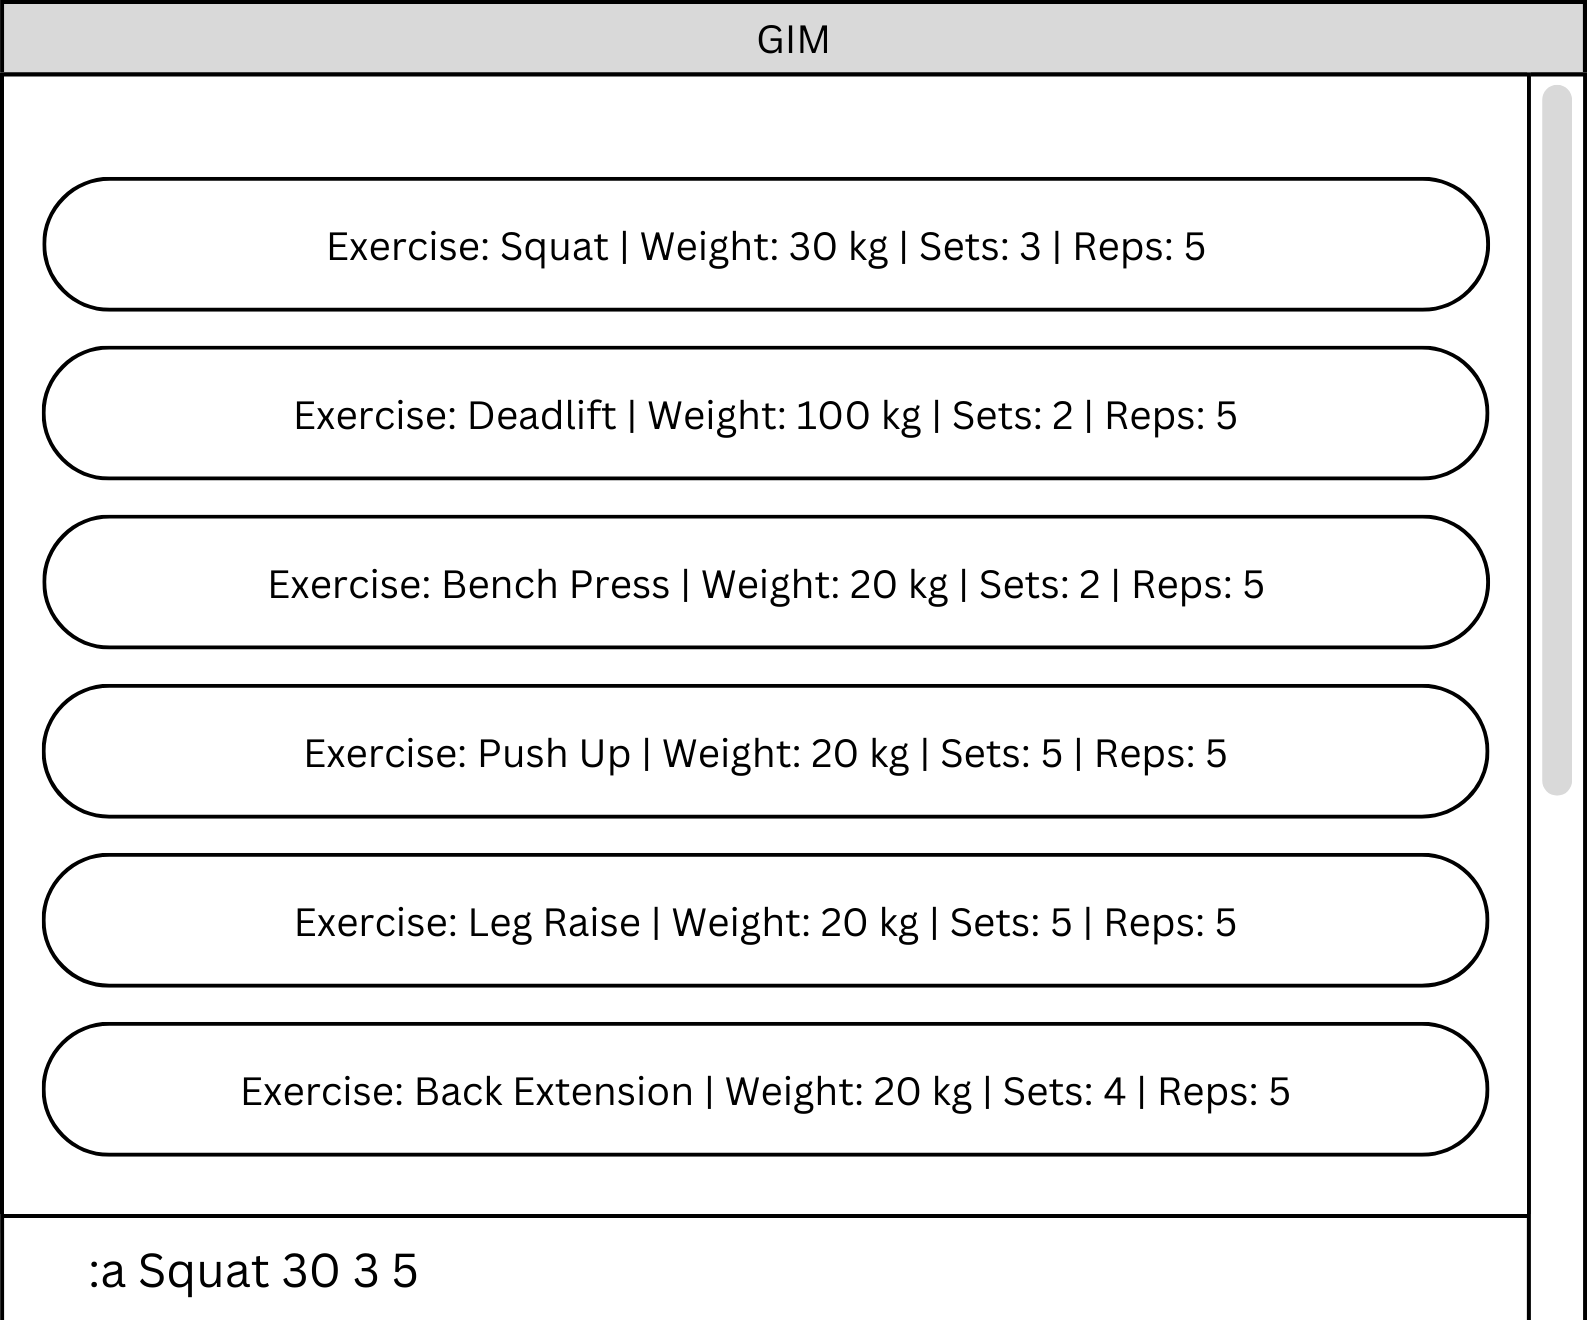 GIM
Exercise: Squat | Weight: 30 kg | Sets: 3 | Reps: 5
Exercise: Deadlift | Weight: 100 kg | Sets: 2 | Reps: 5
Exercise: Bench Press | Weight: 20 kg | Sets: 2 | Reps: 5
Exercise: Push Up | Weight: 20 kg | Sets: 5 | Reps: 5
Exercise: Leg Raise | Weight: 20 kg | Sets: 5 | Reps: 5
Exercise: Back Extension | Weight: 20 kg | Sets: 4 | Reps: 5
:a Squat 30 3 5